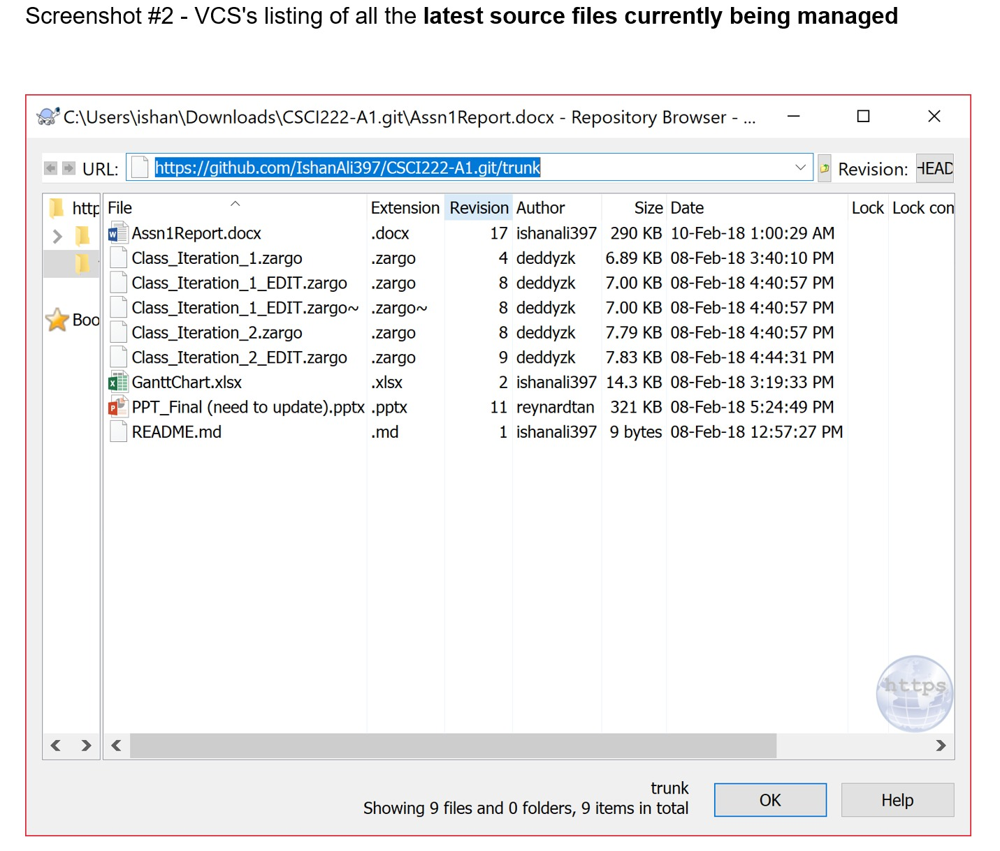 Screenshot #2 - VCS's listing of all the latest source files currently being managed
C:\Users\ishan\Downloads\CSCI222-A1.git\Assn1Report.docx - Repository Browser - ...
URL: https://github.com/IshanAli397/CSCI222-A1.git/trunk Revision: HEAD
http File Extension Revision Author Size Date Lock Lock con
Assn1Report.docx .docx 17 ishanali397 290 KB 10-Feb-18 1:00:29 AM
Class_Iteration_1.zargo .zargo 4 deddyzk 6.89 KB 08-Feb-18 3:40:10 PM
Class_Iteration_1_EDIT.zargo .zargo 8 deddyzk 7.00 KB 08-Feb-18 4:40:57 PM
Class_Iteration_1_EDIT.zargo~ .zargo~ 8 deddyzk 7.00 KB 08-Feb-18 4:40:57 PM
Boo
Class_Iteration_2.zargo .zargo 8 deddyzk 7.79 KB 08-Feb-18 4:40:57 PM
Class_Iteration_2_EDIT.zargo .zargo 9 deddyzk 7.83 KB 08-Feb-18 4:44:31 PM
GanttChart.xlsx .xlsx 2 ishanali397 14.3 KB 08-Feb-18 3:19:33 PM
PPT_Final (need to update).pptx .pptx 11 reynardtan 321 KB 08-Feb-18 5:24:49 PM
README.md .md 1 ishanali397 9 bytes 08-Feb-18 12:57:27 PM
https
trunk
Showing 9 files and 0 folders, 9 items in total
OK Help